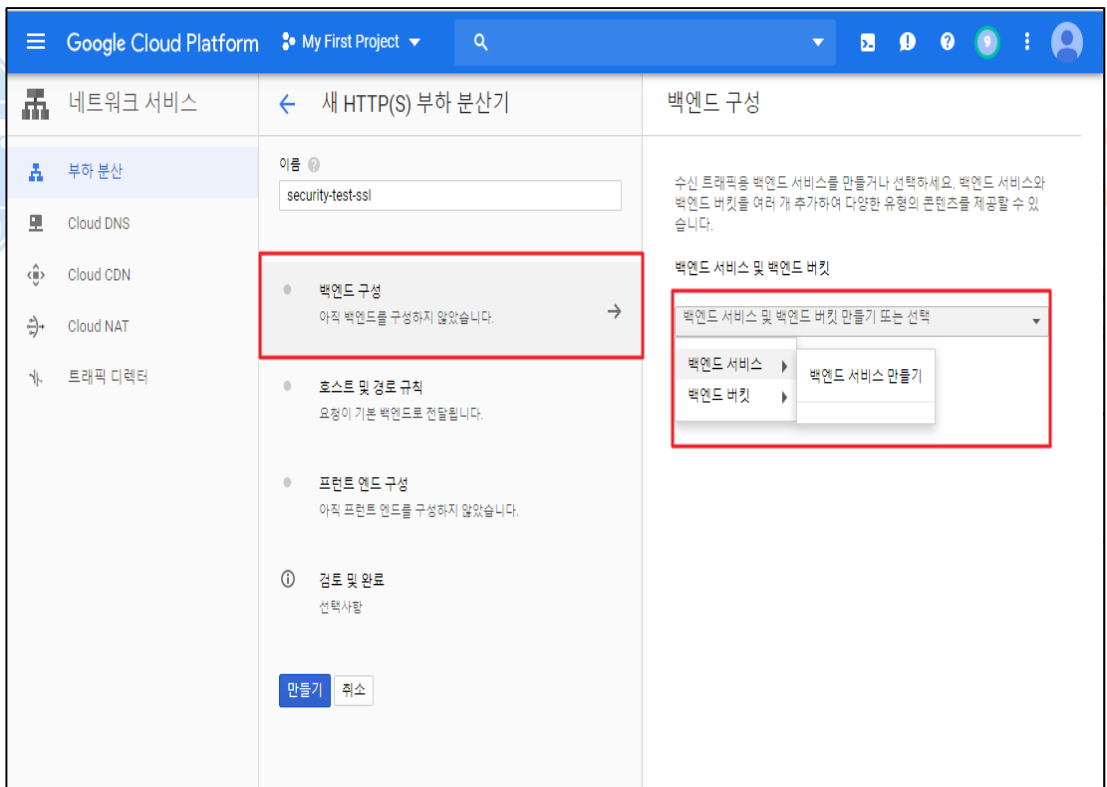 Google Cloud Platform
My First Project
9
네트워크 서비스
부하 분산
Cloud DNS
Cloud CDN
Cloud NAT
트래픽 디렉터
새 HTTP(S) 부하 분산기
이름
security-test-ssl
백엔드 구성
아직 백엔드를 구성하지 않았습니다.
호스트 및 경로 규칙
요청이 기본 백엔드로 전달됩니다.
프런트 엔드 구성
아직 프런트 엔드를 구성하지 않았습니다.
검토 및 완료
선택사항
만들기
취소
백엔드 구성
수신 트래픽용 백엔드 서비스를 만들거나 선택하세요. 백엔드 서비스와
백엔드 버킷을 여러 개 추가하여 다양한 유형의 콘텐츠를 제공할 수 있
습니다.
백엔드 서비스 및 백엔드 버킷
백엔드 서비스 및 백엔드 버킷 만들기 또는 선택
백엔드 서비스
백엔드 버킷
백엔드 서비스 만들기